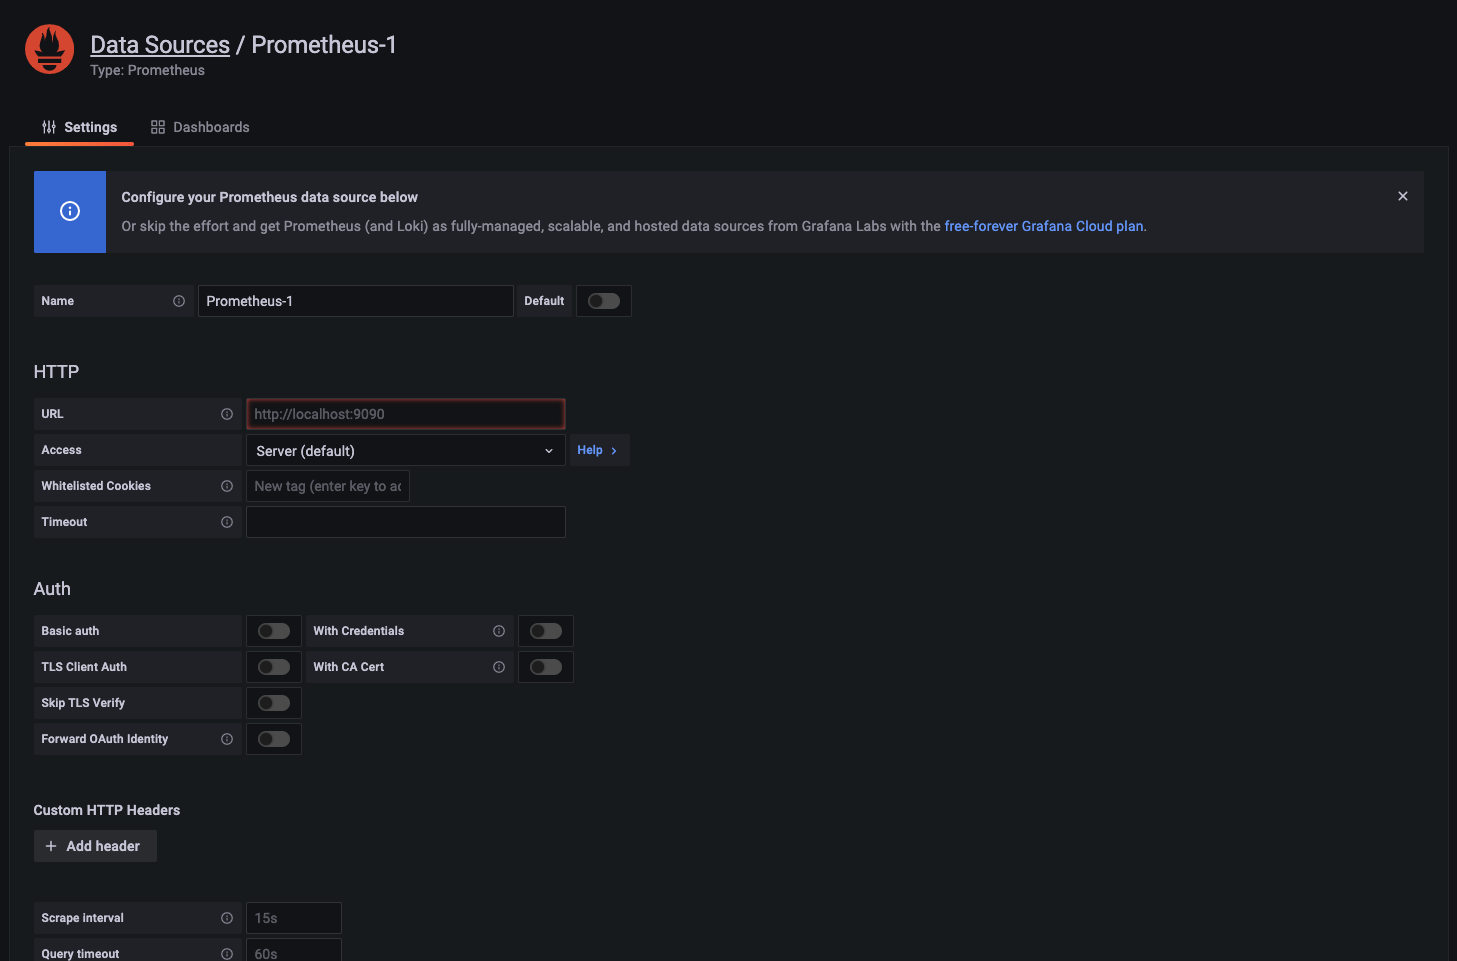 Data Sources / Prometheus-1
Type: Prometheus
Settings
Dashboards
Configure your Prometheus data source below
Or skip the effort and get Prometheus (and Loki) as fully-managed, scalable, and hosted data sources from Grafana Labs with the free-forever Grafana Cloud plan.
Name
Prometheus-1
Default
HTTP
URL
http://localhost:9090
Access
Server (default)
Help
Whitelisted Cookies
New tag (enter key to ac
Timeout
Auth
Basic auth
With Credentials
TLS Client Auth
With CA Cert
Skip TLS Verify
Forward OAuth Identity
Custom HTTP Headers
+ Add header
Scrape interval
15s
Query timeout
60s